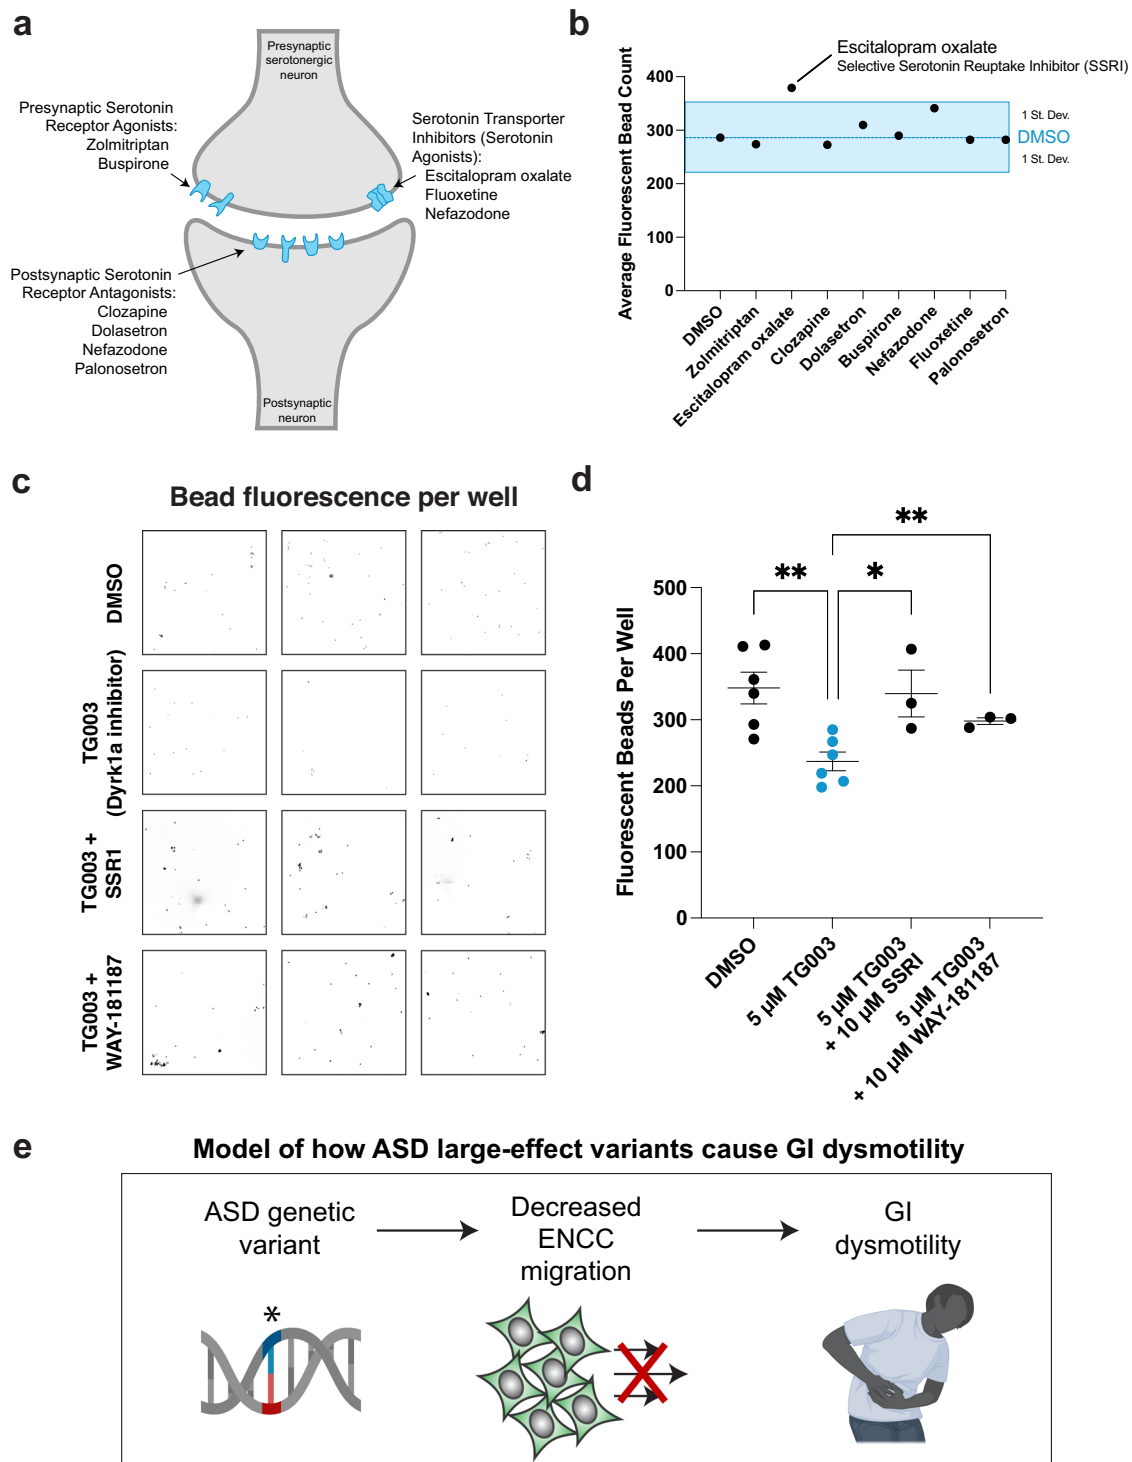 a
Presynaptic
serotonergic
neuron
Presynaptic Serotonin
Receptor Agonists:
Zolmitriptan
Buspirone
Serotonin Transporter
Inhibitors (Serotonin
Agonists):
Escitalopram oxalate
Fluoxetine
Nefazodone
Postsynaptic Serotonin
Receptor Antagonists:
Clozapine
Dolasetron
Nefazodone
Palonosetron
Postsynaptic
neuron
b
Escitalopram oxalate
Selective Serotonin Reuptake Inhibitor (SSRI)
Average Fluorescent Bead Count
400
300
200
100
0
1 St. Dev.
DMSO
1 St. Dev.
DMSO
Zolmitriptan
Escitalopram oxalate
Clozapine
Dolasetron
Buspirone
Nefazodone
Fluoxetine
Palonosetron
c
Bead fluorescence per well
DMSO
TG003
(Dyrk1a inhibitor)
TG003 +
SSR1
TG003 +
WAY-181187
d
**
**
*
Fluorescent Beads Per Well
500
400
300
200
100
0
DMSO
5 µM TG003
5 µM TG003
+ 10 µM SSRI
5 µM TG003
+ 10 µM WAY-181187
e
Model of how ASD large-effect variants cause GI dysmotility
ASD genetic
variant
Decreased
ENCC
migration
GI
dysmotility
*